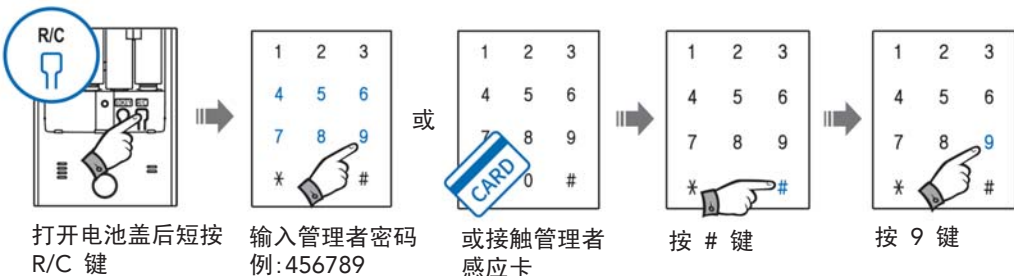 R/C
1 2 3
4 5 6
7 8 9
* #
或
1 2 3
4 5 6
7 8 9
0 #
CARD
1 2 3
4 5 6
7 8 9
* #
1 2 3
4 5 6
7 8 9
* #
打开电池盖后短按
R/C 键
输入管理者密码
例:456789
或接触管理者
感应卡
按 # 键
按 9 键